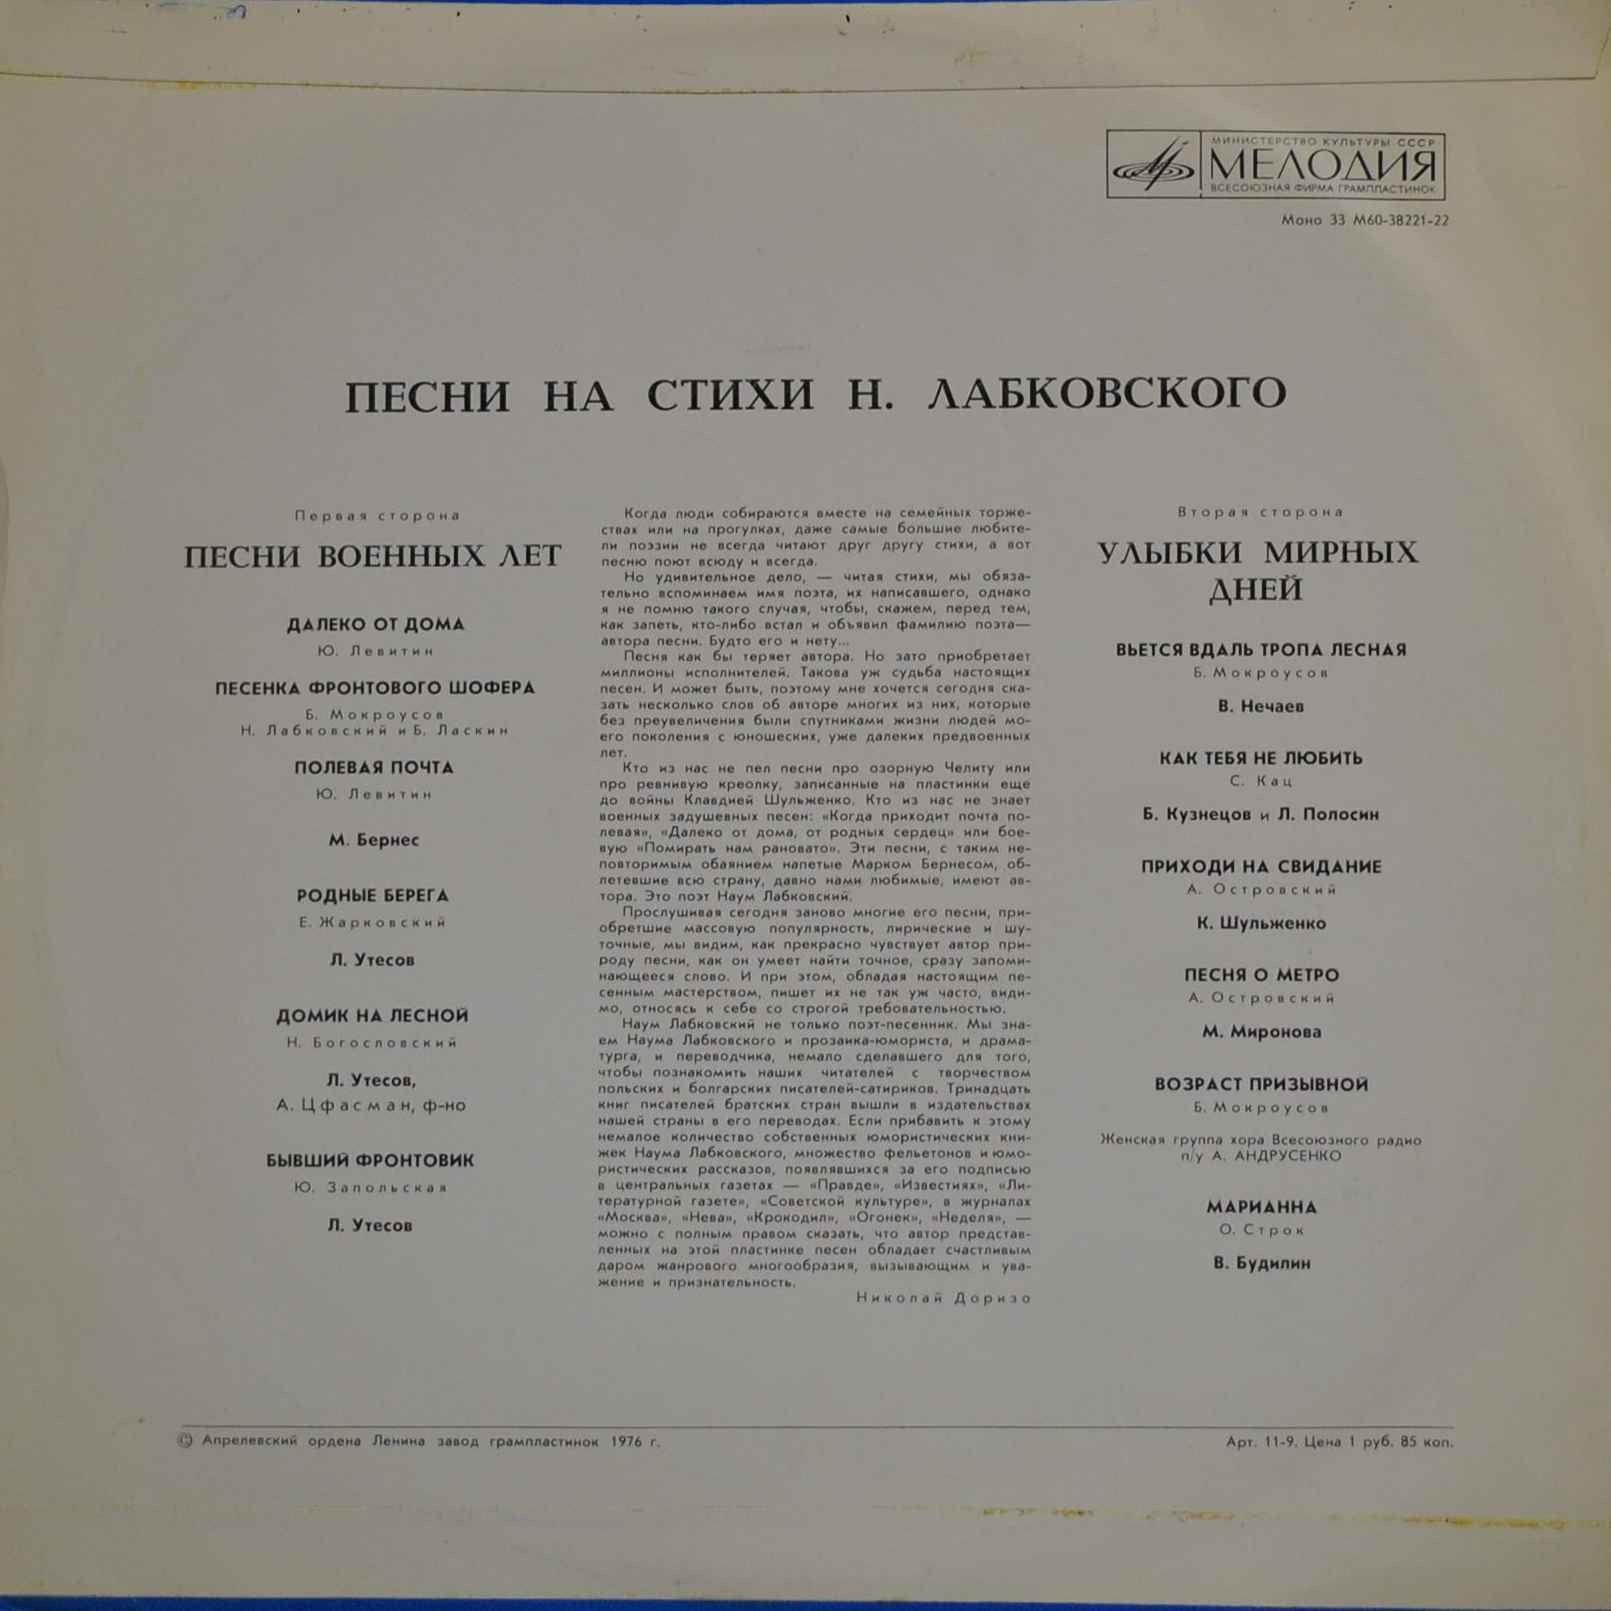 МИНИСТЕРСТВО КУЛЬТУРЫ СССР
МЕЛОДИЯ
ВСЕСОЮЗНАЯ ФИРМА ГРАМПЛАСТИНОК
Моно 33 М60-38221-22
ПЕСНИ НА СТИХИ Н. ЛАБКОВСКОГО
Первая сторона
ПЕСНИ ВОЕННЫХ ЛЕТ
ДАЛЕКО ОТ ДОМА
Ю. Левитин
ПЕСЕНКА ФРОНТОВОГО ШОФЕРА
Б. Мокроусов
Н. Лабковский и Б. Ласкин
ПОЛЕВАЯ ПОЧТА
Ю. Левитин
М. Бернес
РОДНЫЕ БЕРЕГА
Е. Жарковский
Л. Утесов
ДОМИК НА ЛЕСНОЙ
Н. Богословский
Л. Утесов,
А. Цфасман, ф-но
БЫВШИЙ ФРОНТОВИК
Ю. Запольская
Л. Утесов
Когда люди собираются вместе на семейных торже-
ствах или на прогулках, даже самые большие любите-
ли поэзии не всегда читают друг другу стихи, а вот
песню поют всюду и всегда.
Но удивительное дело, — читая стихи, мы обяза-
тельно вспоминаем имя поэта, их написавшего, однако
я не помню такого случая, чтобы, скажем, перед тем,
как запеть, кто-либо встал и объявил фамилию поэта—
автора песни. Будто его и нету...
Песня как бы теряет автора. Но зато приобретает
миллионы исполнителей. Такова уж судьба настоящих
песен. И может быть, поэтому мне хочется сегодня ска-
зать несколько слов об авторе многих из них, которые
без преувеличения были спутниками жизни людей мо-
его поколения с юношеских, уже далеких предвоенных
лет.
Кто из нас не пел песни про озорную Челиту или
про ревнивую креолку, записанные на пластинки еще
до войны Клавдией Шульженко. Кто из нас не знает
военных задушевных песен: «Когда приходит почта по-
левая», «Далеко от дома, от родных сердец» или бое-
вую «Помирать нам рановато». Эти песни, с таким не-
повторимым обаянием напетые Марком Бернесом, об-
летевшие всю страну, давно нами любимые, имеют ав-
тора. Это поэт Наум Лабковский.
Прослушивая сегодня заново многие его песни, при-
обретшие массовую популярность, лирические и шу-
точные, мы видим, как прекрасно чувствует автор при-
роду песни, как он умеет найти точное, сразу запоми-
нающееся слово. И при этом, обладая настоящим пе-
сенным мастерством, пишет их не так уж часто, види-
мо, относясь к себе со строгой требовательностью.
Наум Лабковский не только поэт-песенник. Мы зна-
ем Наума Лабковского и прозаика-юмориста, и драма-
турга, и переводчика, немало сделавшего для того,
чтобы познакомить наших читателей с творчеством
польских и болгарских писателей-сатириков. Тринадцать
книг писателей братских стран вышли в издательствах
нашей страны в его переводах. Если прибавить к этому
немалое количество собственных юмористических кни-
жек Наума Лабковского, множество фельетонов и юмо-
ристических рассказов, появлявшихся за его подписью
в центральных газетах — «Правде», «Известиях», «Ли-
тературной газете», «Советской культуре», в журналах
«Москва», «Нева», «Крокодил», «Огонек», «Неделя», —
можно с полным правом сказать, что автор представ-
ленных на этой пластинке песен обладает счастливым
даром жанрового многообразия, вызывающим и ува-
жение и признательность.
Николай Доризо
Вторая сторона
УЛЫБКИ МИРНЫХ
ДНЕЙ
ВЬЕТСЯ ВДАЛЬ ТРОПА ЛЕСНАЯ
Б. Мокроусов
В. Нечаев
КАК ТЕБЯ НЕ ЛЮБИТЬ
С. Кац
Б. Кузнецов и Л. Полосин
ПРИХОДИ НА СВИДАНИЕ
А. Островский
К. Шульженко
ПЕСНЯ О МЕТРО
А. Островский
М. Миронова
ВОЗРАСТ ПРИЗЫВНОЙ
Б. Мокроусов
Женская группа хора Всесоюзного радио
п/у А. АНДРУСЕНКО
МАРИАННА
О. Строк
В. Будилин
© Апрелевский ордена Ленина завод грампластинок 1976 г.
Арт. 11-9. Цена 1 руб. 85 коп.